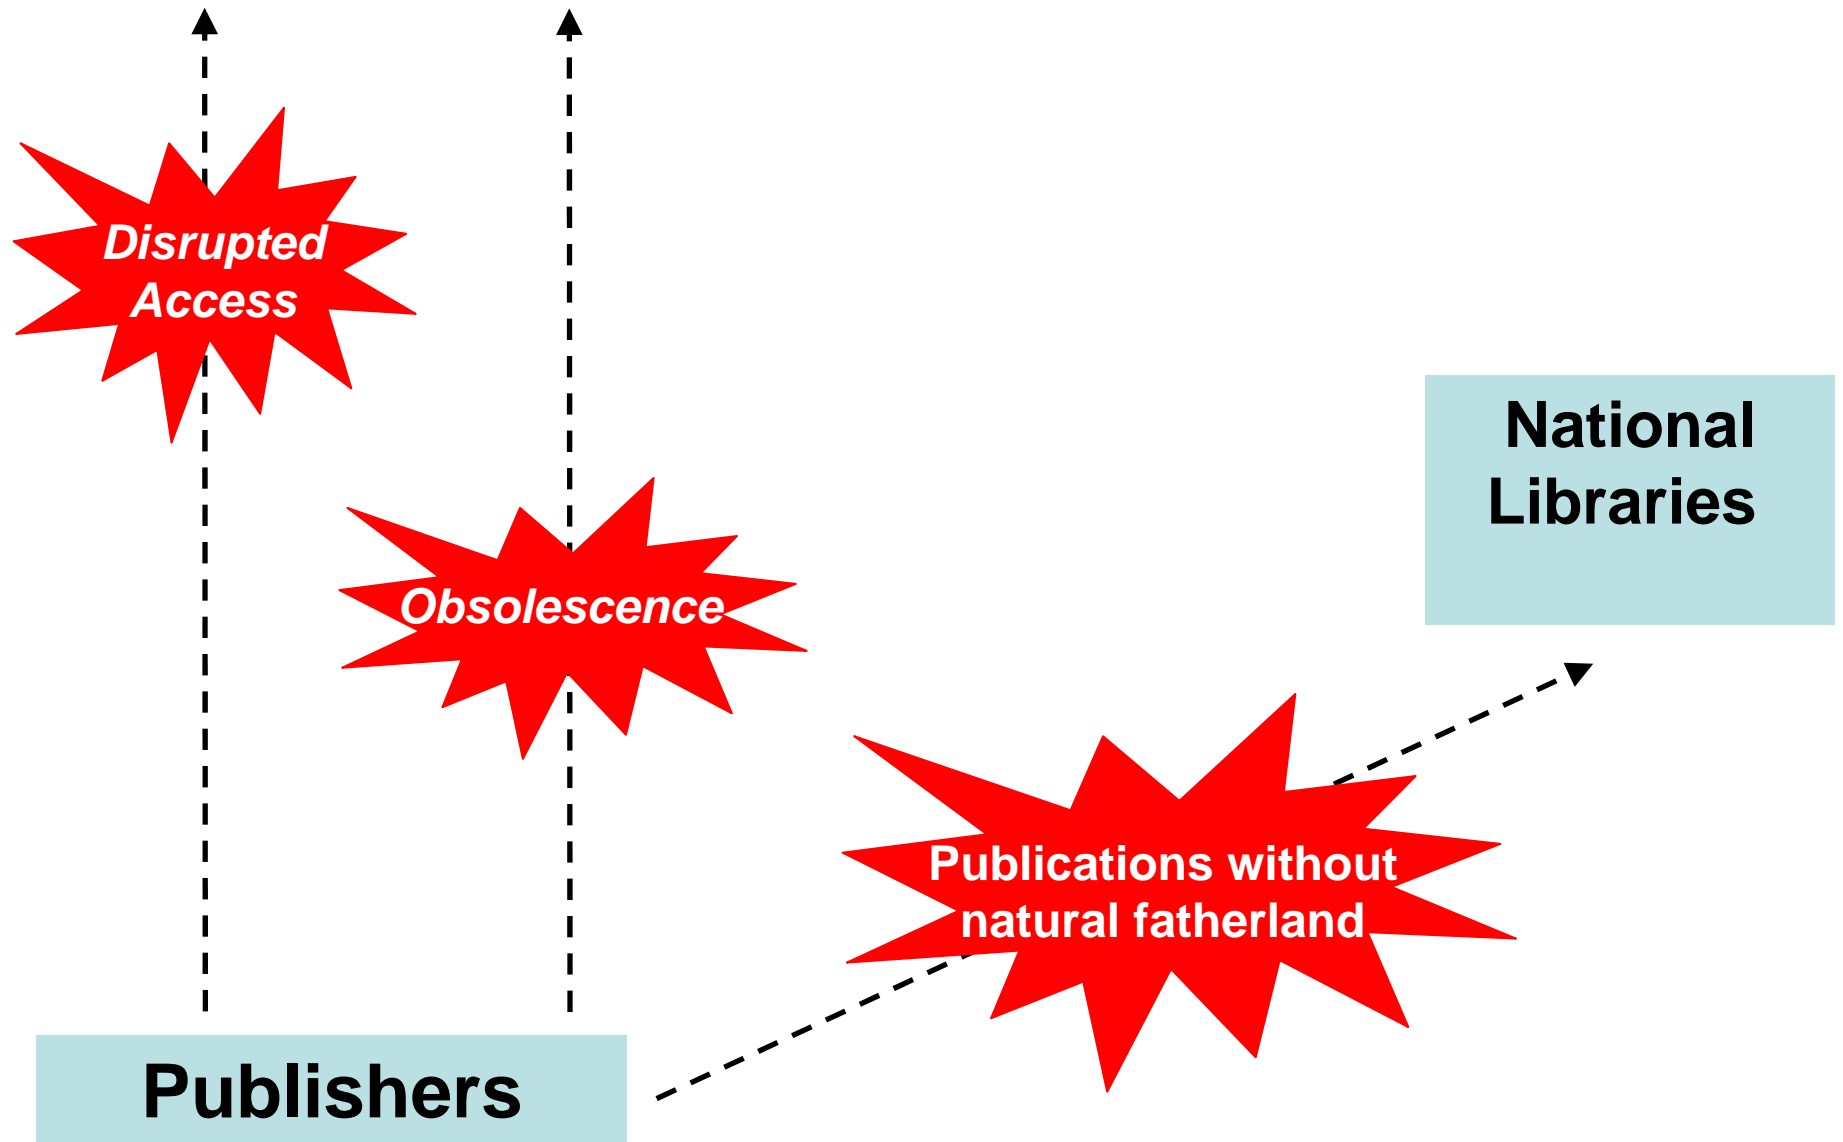 Disrupted
Access
National
Libraries
Obsolescence
Publications without
natural fatherland
Publishers